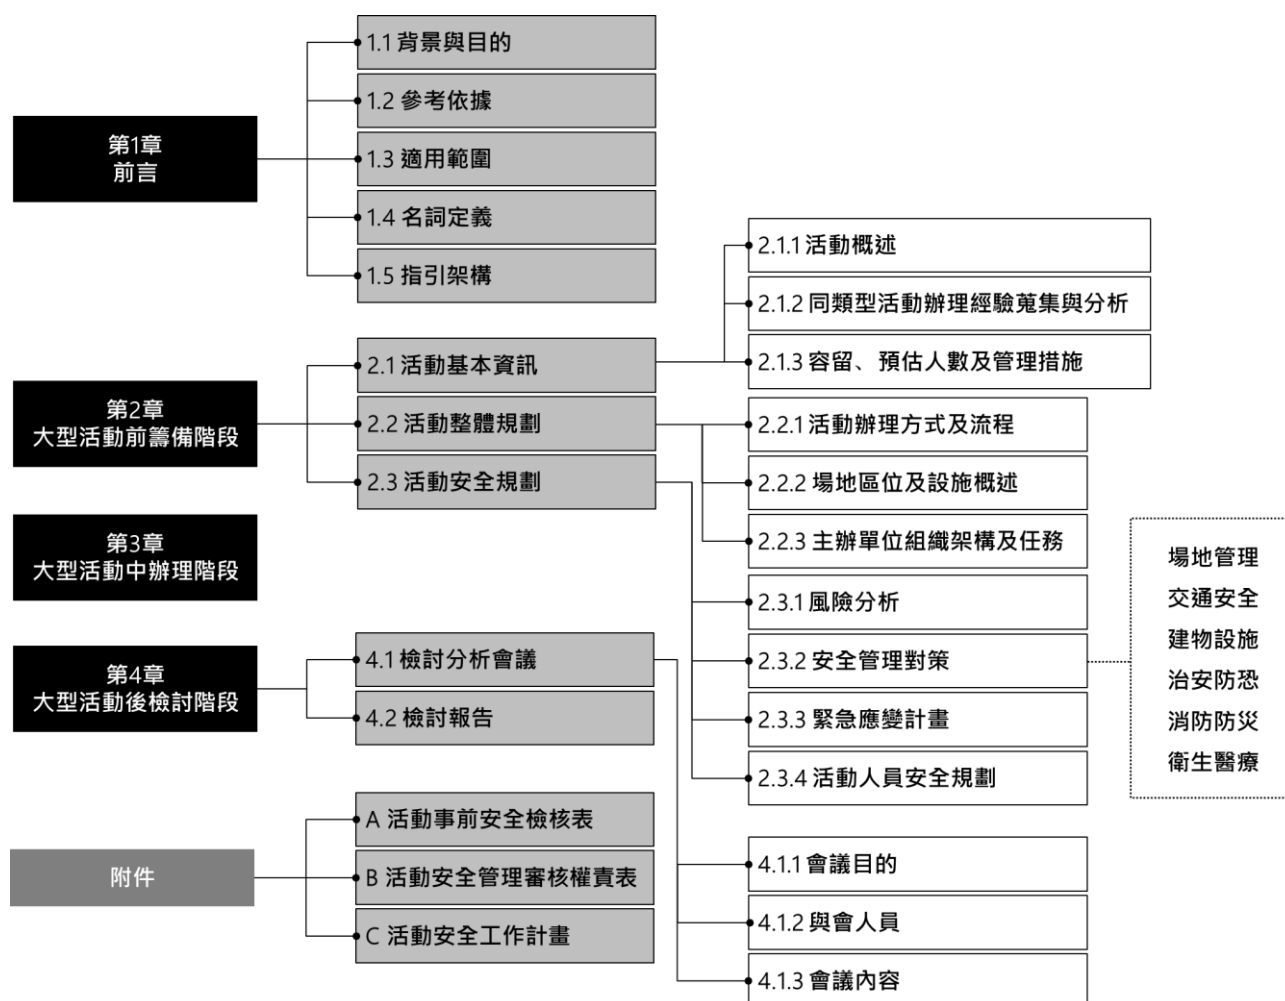 第1章
前言
1.1 背景與目的
1.2 參考依據
1.3 適用範圍
1.4 名詞定義
1.5 指引架構
第2章
大型活動前籌備階段
2.1 活動基本資訊
2.2 活動整體規劃
2.3 活動安全規劃
2.1.1 活動概述
2.1.2 同類型活動辦理經驗蒐集與分析
2.1.3 容留、預估人數及管理措施
2.2.1 活動辦理方式及流程
2.2.2 場地區位及設施概述
2.2.3 主辦單位組織架構及任務
2.3.1 風險分析
2.3.2 安全管理對策
2.3.3 緊急應變計畫
2.3.4 活動人員安全規劃
場地管理
交通安全
建物設施
治安防恐
消防防災
衛生醫療
第3章
大型活動中辦理階段
第4章
大型活動後檢討階段
4.1 檢討分析會議
4.2 檢討報告
4.1.1 會議目的
4.1.2 與會人員
4.1.3 會議內容
附件
A 活動事前安全檢核表
B 活動安全管理審核權責表
C 活動安全工作計畫